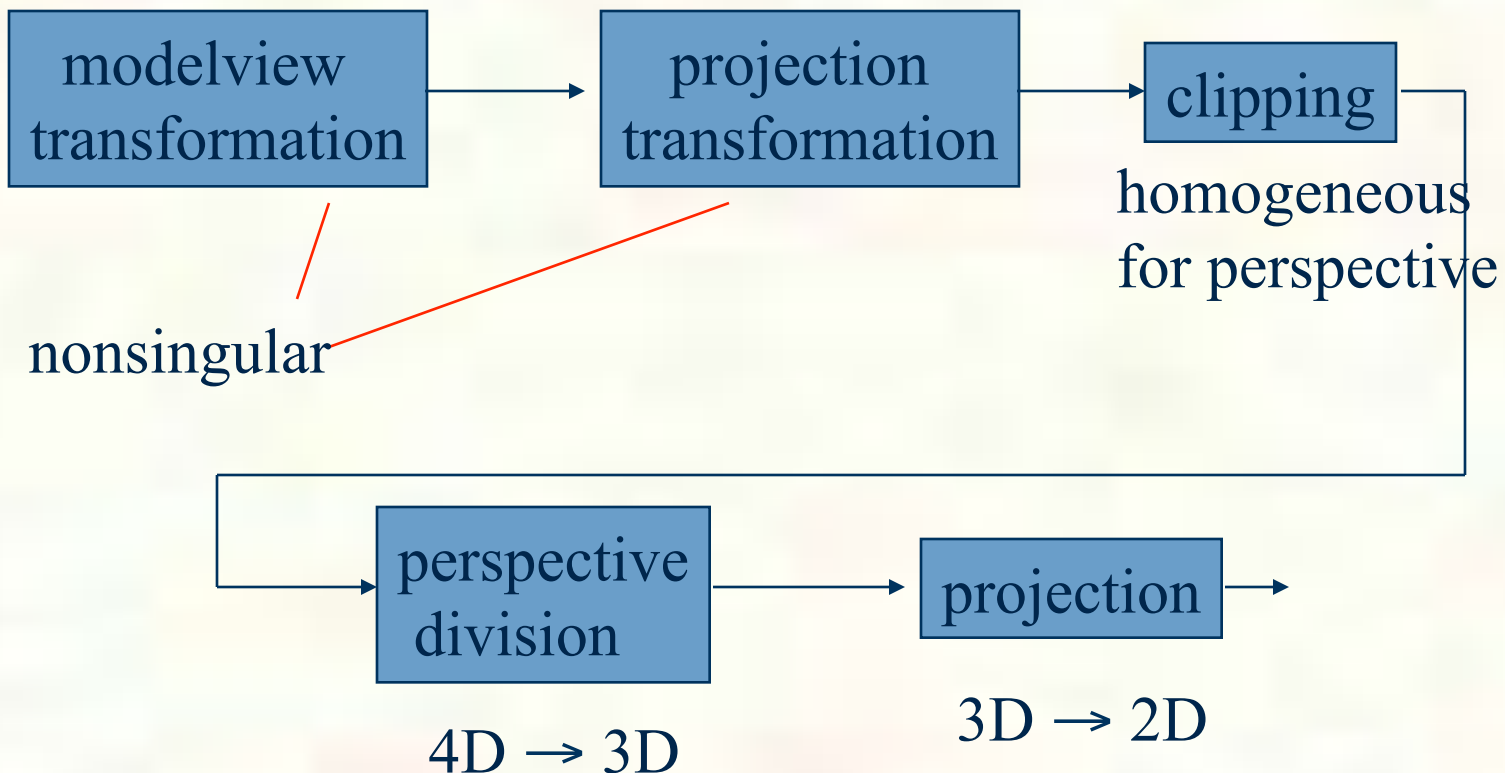 modelview
transformation
projection
transformation
clipping
homogeneous
for perspective
nonsingular
perspective
division
projection
4D → 3D
3D → 2D